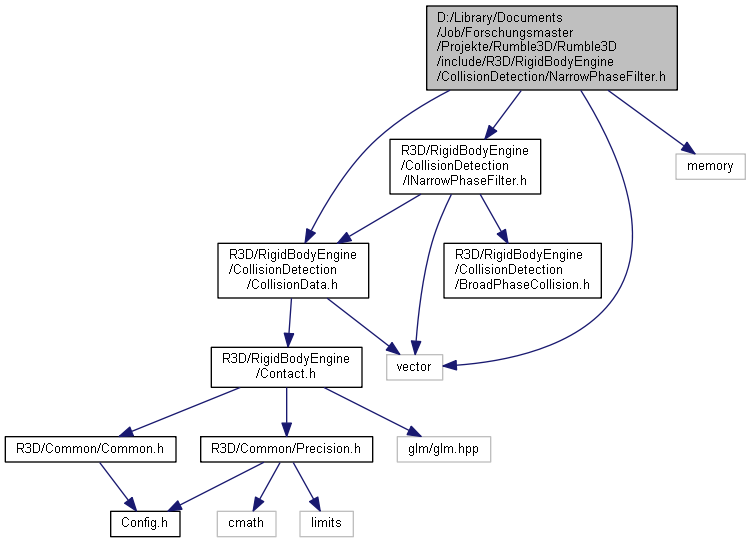 D:/Library/Documents
/Job/Forschungsmaster
/Projekte/Rumble3D/Rumble3D
/include/R3D/RigidBodyEngine
/CollisionDetection/NarrowPhaseFilter.h
R3D/RigidBodyEngine
/CollisionDetection
/INarrowPhaseFilter.h
memory
R3D/RigidBodyEngine
/CollisionDetection
/CollisionData.h
R3D/RigidBodyEngine
/CollisionDetection
/BroadPhaseCollision.h
R3D/RigidBodyEngine
/Contact.h
vector
R3D/Common/Common.h
R3D/Common/Precision.h
glm/glm.hpp
Config.h
cmath
limits